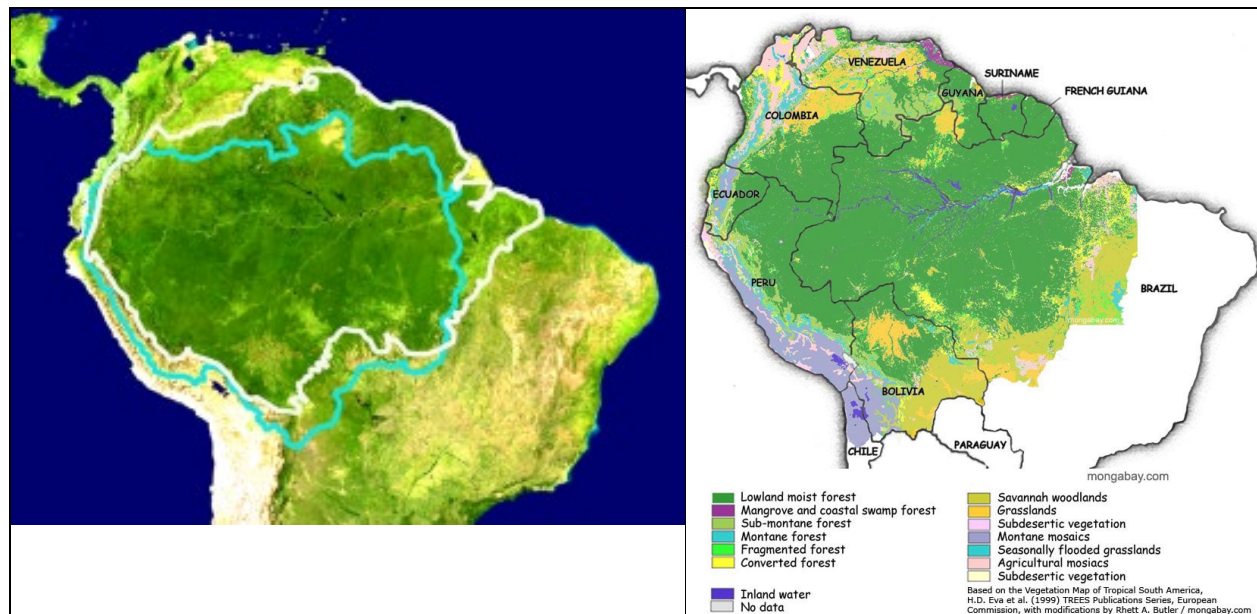 VENEZUELA
SURINAME
GUYANA
FRENCH GUIANA
COLOMBIA
ECUADOR
PERU
BRAZIL
mongabay.com
BOLIVIA
PARAGUAY
CHILE
mongabay.com
Lowland moist forest
Mangrove and coastal swamp forest
Sub-montane forest
Montane forest
Fragmented forest
Converted forest
Inland water
No data
Savannah woodlands
Grasslands
Subdesertic vegetation
Montane mosaics
Seasonally flooded grasslands
Agricultural mosiacs
Subdesertic vegetation
Based on the Vegetation Map of Tropical South America,
H.D. Eva et al. (1999) TREES Publications Series, European
Commission, with modifications by Rhett A. Butler / mongabay.com